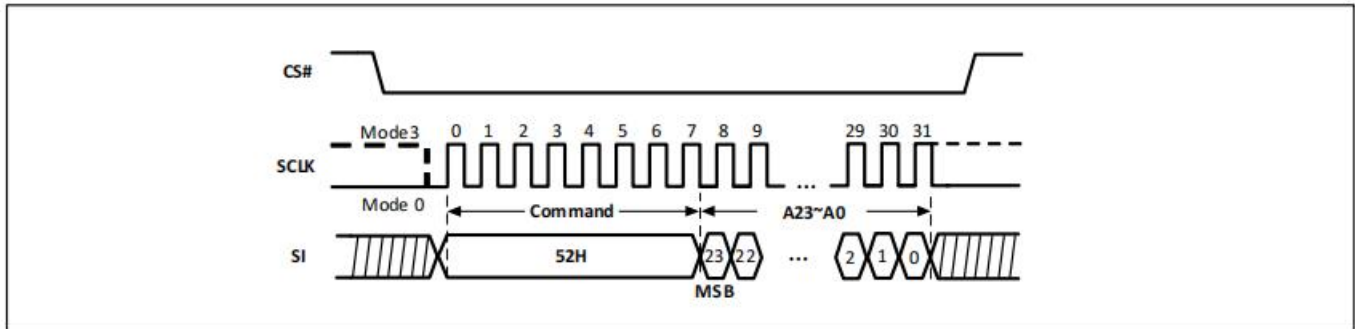 CS#
Mode3 0 1 2 3 4 5 6 7 8 9 29 30 31
SCLK ...
Mode 0 Command A23~A0
SI 52H 23 22 ... 2 1 0
MSB